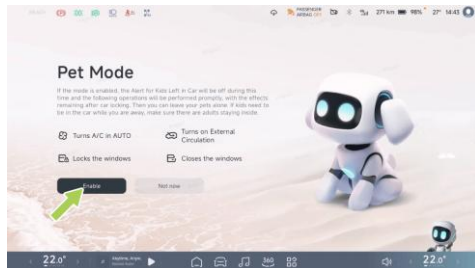 PASSENGER
AIRBAG OFF
271 km 98% 27° 14:43
Pet Mode
If the mode is enabled, the Alert for Kids Left in Car will be off during this
time and the following operations will be performed promptly, with the effects
remaining after car locking. Then you can leave your pets alone. If kids need to
be in the car while you are away, make sure there are adults staying inside.
Turns A/C in AUTO
Turns on External
Circulation
Locks the windows
Closes the windows
Enable
Not now
22.0°
360
22.0°